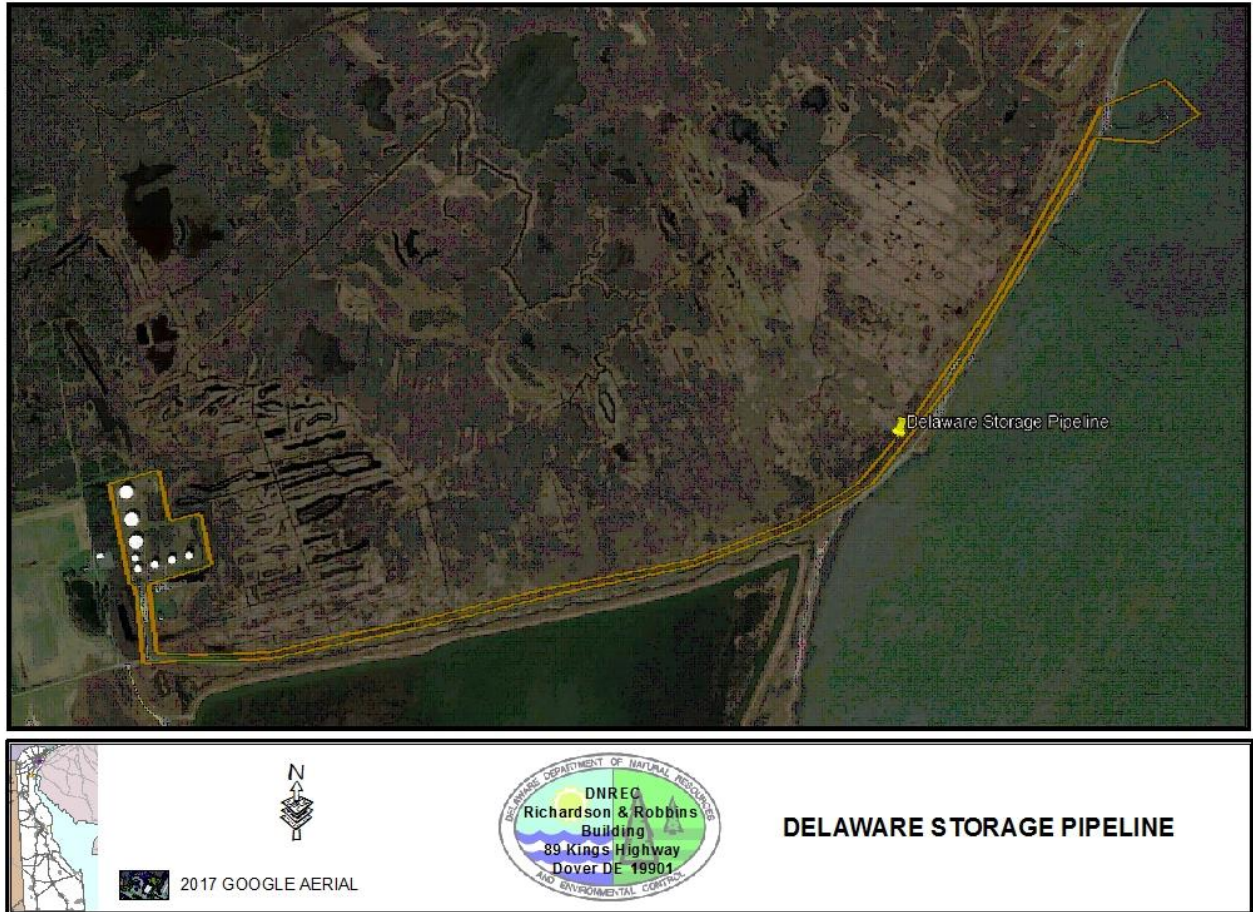 Delaware Storage Pipeline
N
2017 GOOGLE AERIAL
DELAWARE DEPARTMENT OF NATURAL RESOURCES
DNREC
Richardson & Robbins
Building
89 Kings Highway
Dover DE 19901
AND ENVIRONMENTAL CONTROL
DELAWARE STORAGE PIPELINE